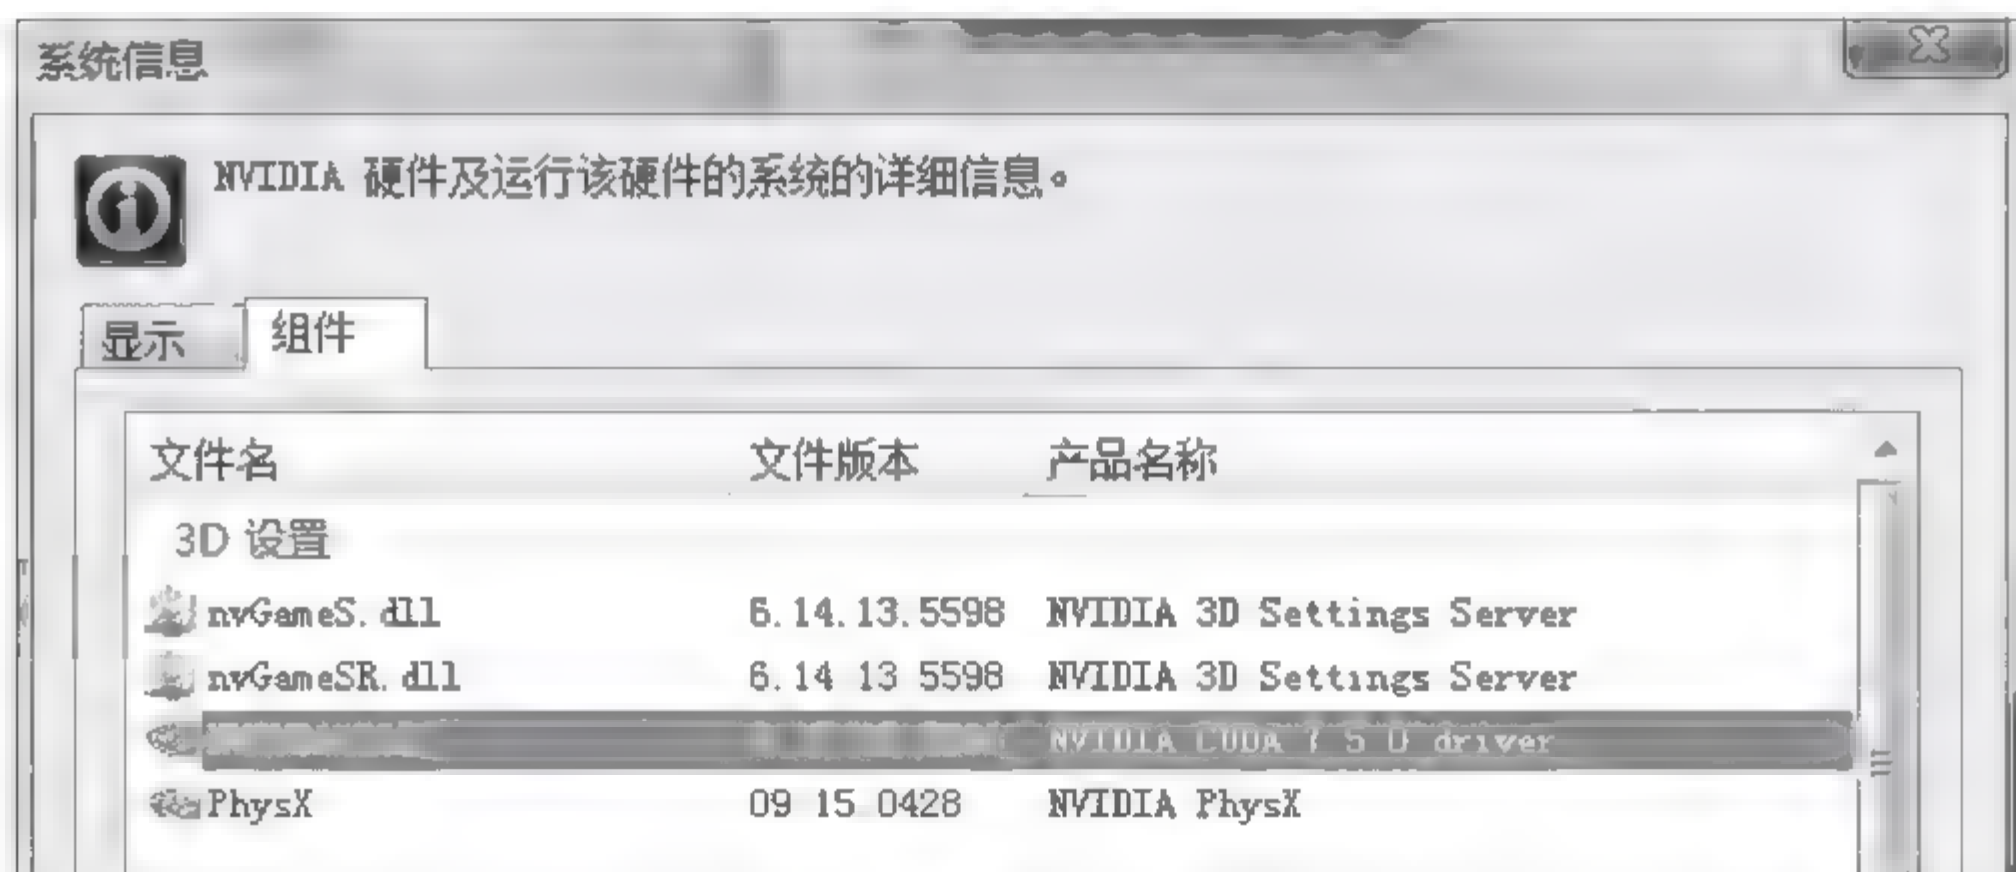 系统信息
NVIDIA 硬件及运行该硬件的系统的详细信息。
显示 组件
文件名 文件版本 产品名称
3D 设置
nvGameS.dll 6.14.13.5598 NVIDIA 3D Settings Server
nvGameSR.dll 6.14 13 5598 NVIDIA 3D Settings Server
NVIDIA CUDA 7 5 0 driver
PhysX 09 15 0428 NVIDIA PhysX